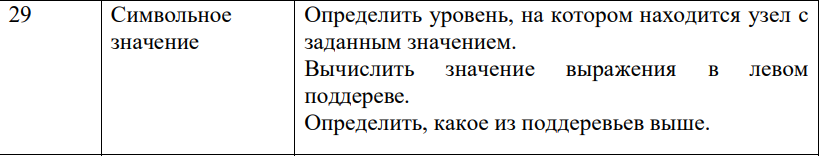 29
Символьное
значение
Определить уровень, на котором находится узел с
заданным значением.
Вычислить значение выражения в левом
поддереве.
Определить, какое из поддеревьев выше.